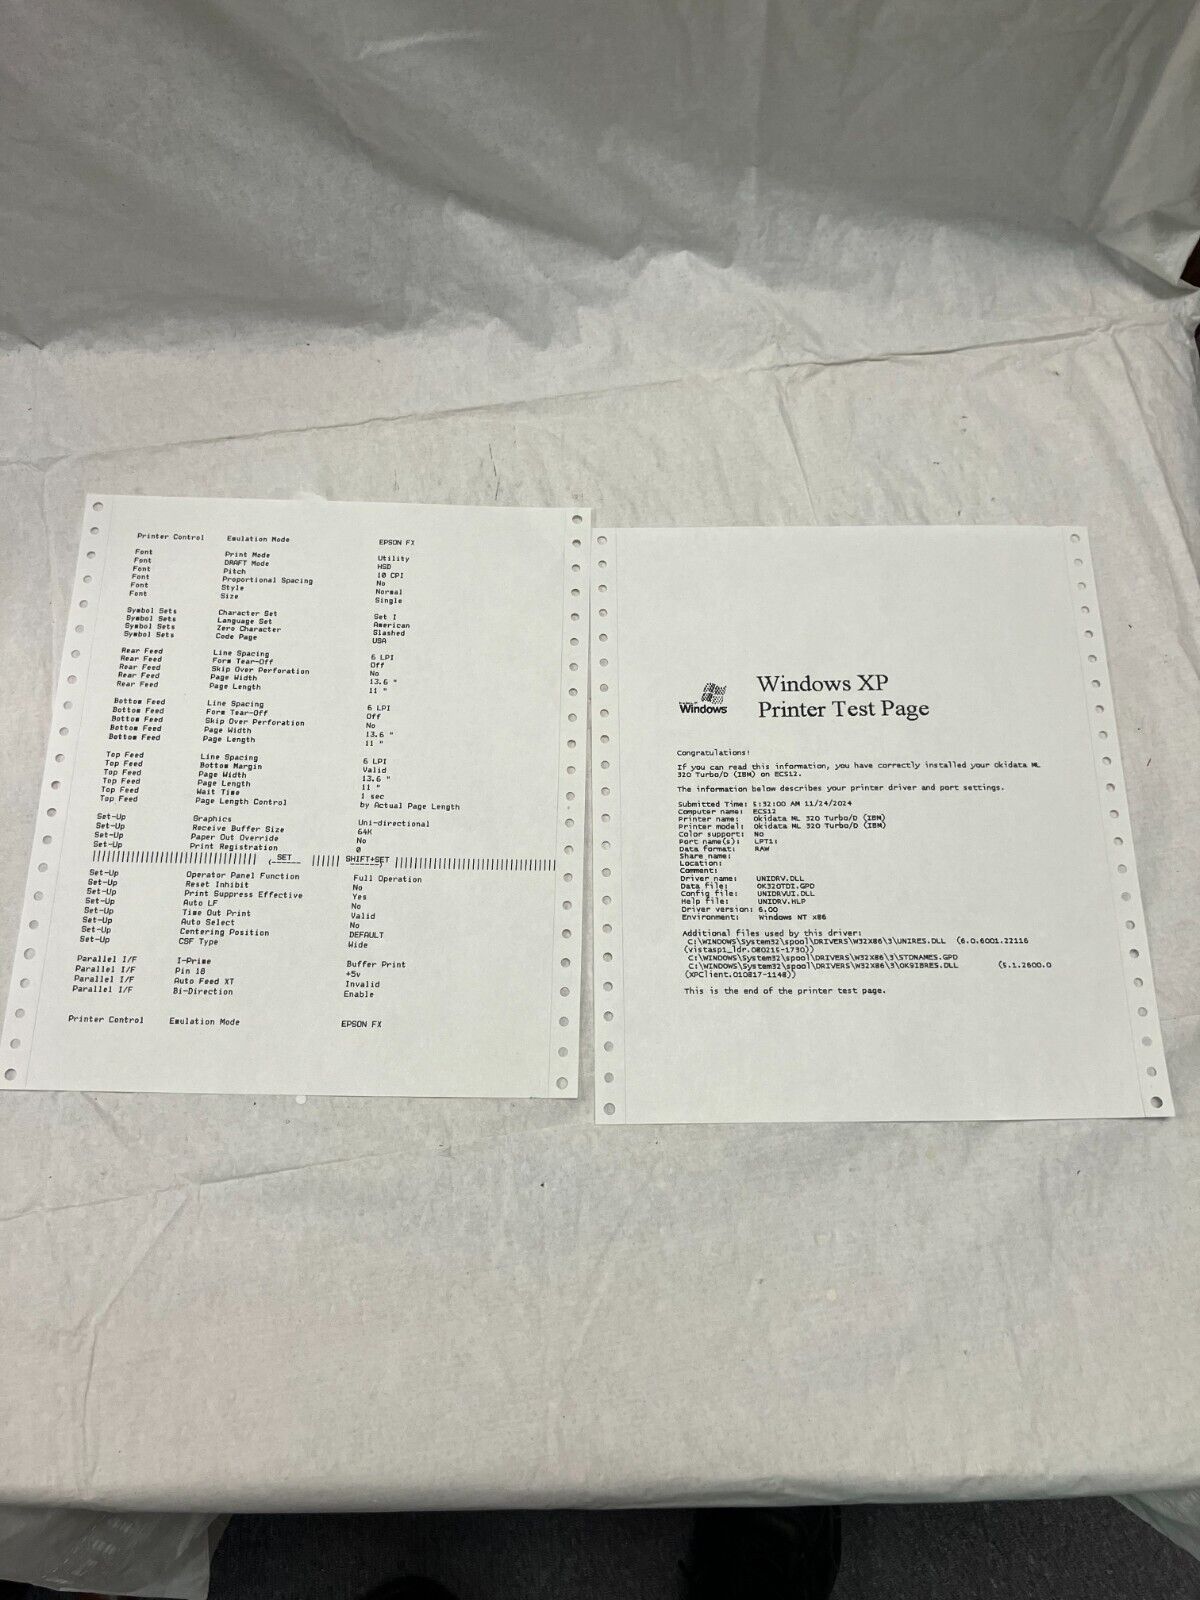 Printer Control Emulation Mode EPSON FX
Font Print Mode Utility
Font DRAFT Mode HSD
Font Pitch 10 CPI
Font Proportional Spacing No
Font Style Normal
Font Size Single
Symbol Sets Character Set Set I
Symbol Sets Language Set American
Symbol Sets Zero Character Slashed
Symbol Sets Code Page USA
Rear Feed Line Spacing 6 LPI
Rear Feed Form Tear-Off Off
Rear Feed Skip Over Perforation No
Rear Feed Page Width 13.6 "
Rear Feed Page Length 11 "
Bottom Feed Line Spacing 6 LPI
Bottom Feed Form Tear-Off Off
Bottom Feed Skip Over Perforation No
Bottom Feed Page Width 13.6 "
Bottom Feed Page Length 11 "
Top Feed Line Spacing 6 LPI
Top Feed Bottom Margin Valid
Top Feed Page Width 13.6 "
Top Feed Page Length 11 "
Top Feed Wait Time 1 sec
Top Feed Page Length Control by Actual Page Length
Set-Up Graphics Uni-directional
Set-Up Receive Buffer Size 64K
Set-Up Paper Out Override No
Set-Up Print Registration 0
SET SHIFT+SET
Set-Up Operator Panel Function Full Operation
Set-Up Reset Inhibit No
Set-Up Print Suppress Effective Yes
Set-Up Auto LF No
Set-Up Time Out Print Valid
Set-Up Auto Select No
Set-Up Centering Position DEFAULT
Set-Up CSF Type Wide
Parallel I/F I-Prime Buffer Print
Parallel I/F Pin 18 +5v
Parallel I/F Auto Feed XT Invalid
Parallel I/F Bi-Direction Enable
Printer Control Emulation Mode EPSON FX
Windows
Windows XP
Printer Test Page
Congratulations!
If you can read this information, you have correctly installed your Okidata ML
320 Turbo/D (IBM) on ECS12.
The information below describes your printer driver and port settings.
Submitted Time: 5:32:00 AM 11/24/2024
Computer name: ECS12
Printer name: Okidata ML 320 Turbo/D (IBM)
Printer model: Okidata ML 320 Turbo/D (IBM)
Color support: No
Port name(s): LPT1:
Data format: RAW
Share name:
Location:
Comment:
Driver name: UNIDRV.DLL
Data file: OK320TDI.GPD
Config file: UNIDRVUI.DLL
Help file: UNIDRV.HLP
Driver version: 6.00
Environment: Windows NT x86
Additional files used by this driver:
C:\WINDOWS\System32\spool\DRIVERS\W32X86\3\UNIRES.DLL (6.0.6001.22116
(vistasp1_ldr.080215-1730))
C:\WINDOWS\System32\spool\DRIVERS\W32X86\3\STDNAMES.GPD
C:\WINDOWS\System32\spool\DRIVERS\W32X86\3\OK9IBRES.DLL (5.1.2600.0
(XPClient.010817-1148))
This is the end of the printer test page.